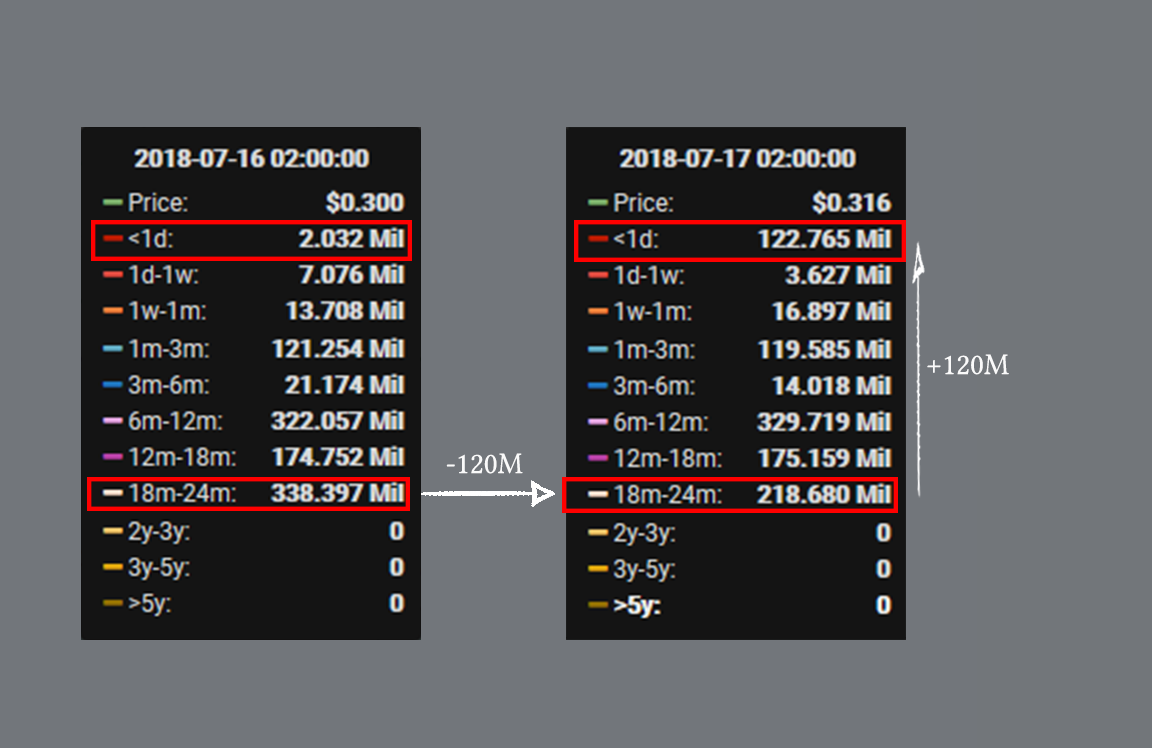 2018-07-16 02:00:00
Price: $0.300
<1d: 2.032 Mil
1d-1w: 7.076 Mil
1w-1m: 13.708 Mil
1m-3m: 121.254 Mil
3m-6m: 21.174 Mil
6m-12m: 322.057 Mil
12m-18m: 174.752 Mil
18m-24m: 338.397 Mil
2y-3y: 0
3y-5y: 0
>5y: 0
-120M
2018-07-17 02:00:00
Price: $0.316
<1d: 122.765 Mil
1d-1w: 3.627 Mil
1w-1m: 16.897 Mil
1m-3m: 119.585 Mil
3m-6m: 14.018 Mil
6m-12m: 329.719 Mil
12m-18m: 175.159 Mil
18m-24m: 218.680 Mil
2y-3y: 0
3y-5y: 0
>5y: 0
+120M